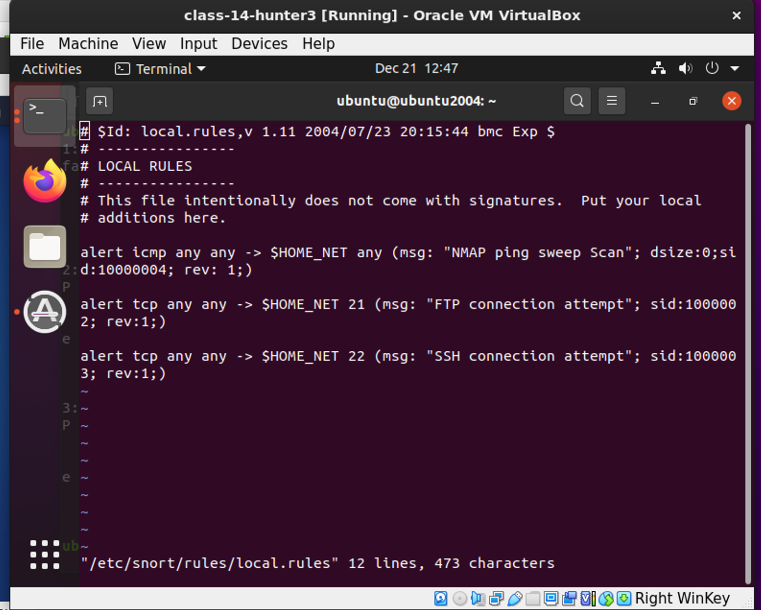 class-14-hunter3 [Running] - Oracle VM VirtualBox
File Machine View Input Devices Help
Activities Terminal Dec 21 12:47
ubuntu@ubuntu2004: ~
# $Id: local.rules,v 1.11 2004/07/23 20:15:44 bmc Exp $
# ----------------
# LOCAL RULES
# ----------------
# This file intentionally does not come with signatures.  Put your local
# additions here.
alert icmp any any -> $HOME_NET any (msg: "NMAP ping sweep Scan"; dsize:0;si
d:10000004; rev: 1;)
alert tcp any any -> $HOME_NET 21 (msg: "FTP connection attempt"; sid:100000
2; rev:1;)
alert tcp any any -> $HOME_NET 22 (msg: "SSH connection attempt"; sid:100000
3; rev:1;)
~
~
~
~
~
~
~
~
~
~
"/etc/snort/rules/local.rules" 12 lines, 473 characters
Right WinKey